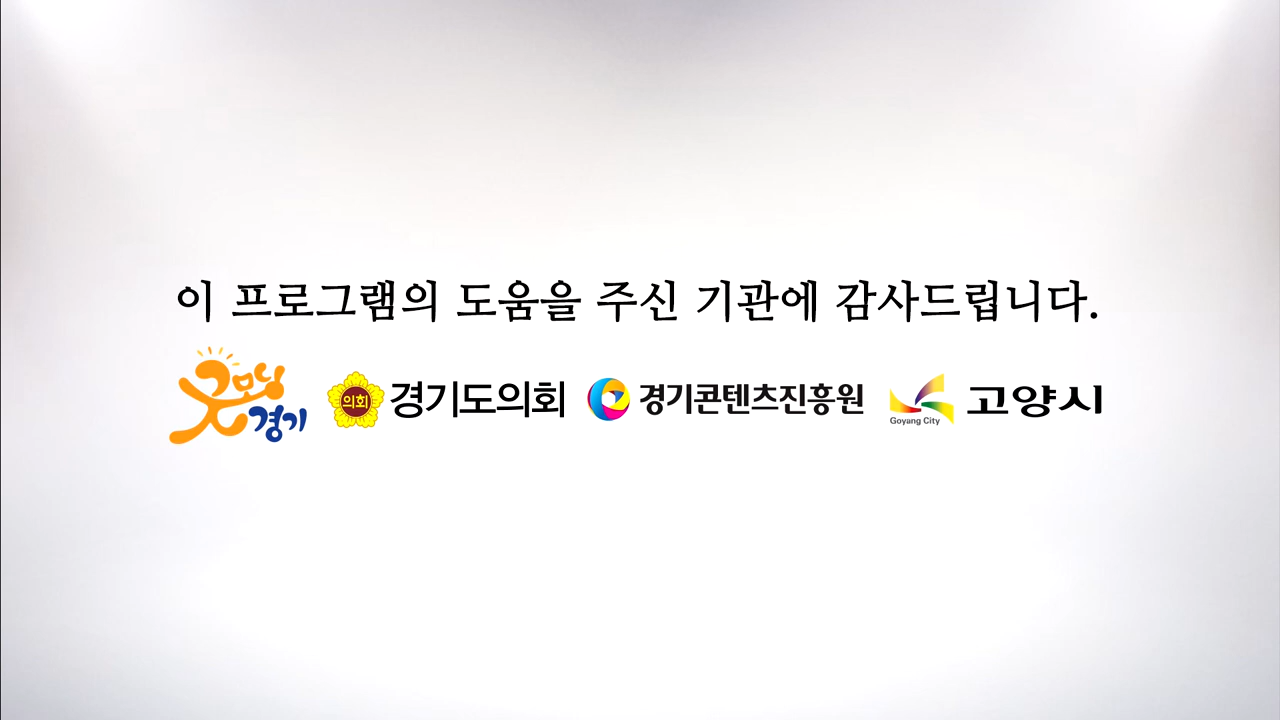 이 프로그램의 도움을 주신 기관에 감사드립니다.
굿모닝 경기 의회 경기도의회 경기콘텐츠진흥원 Goyang City 고양시